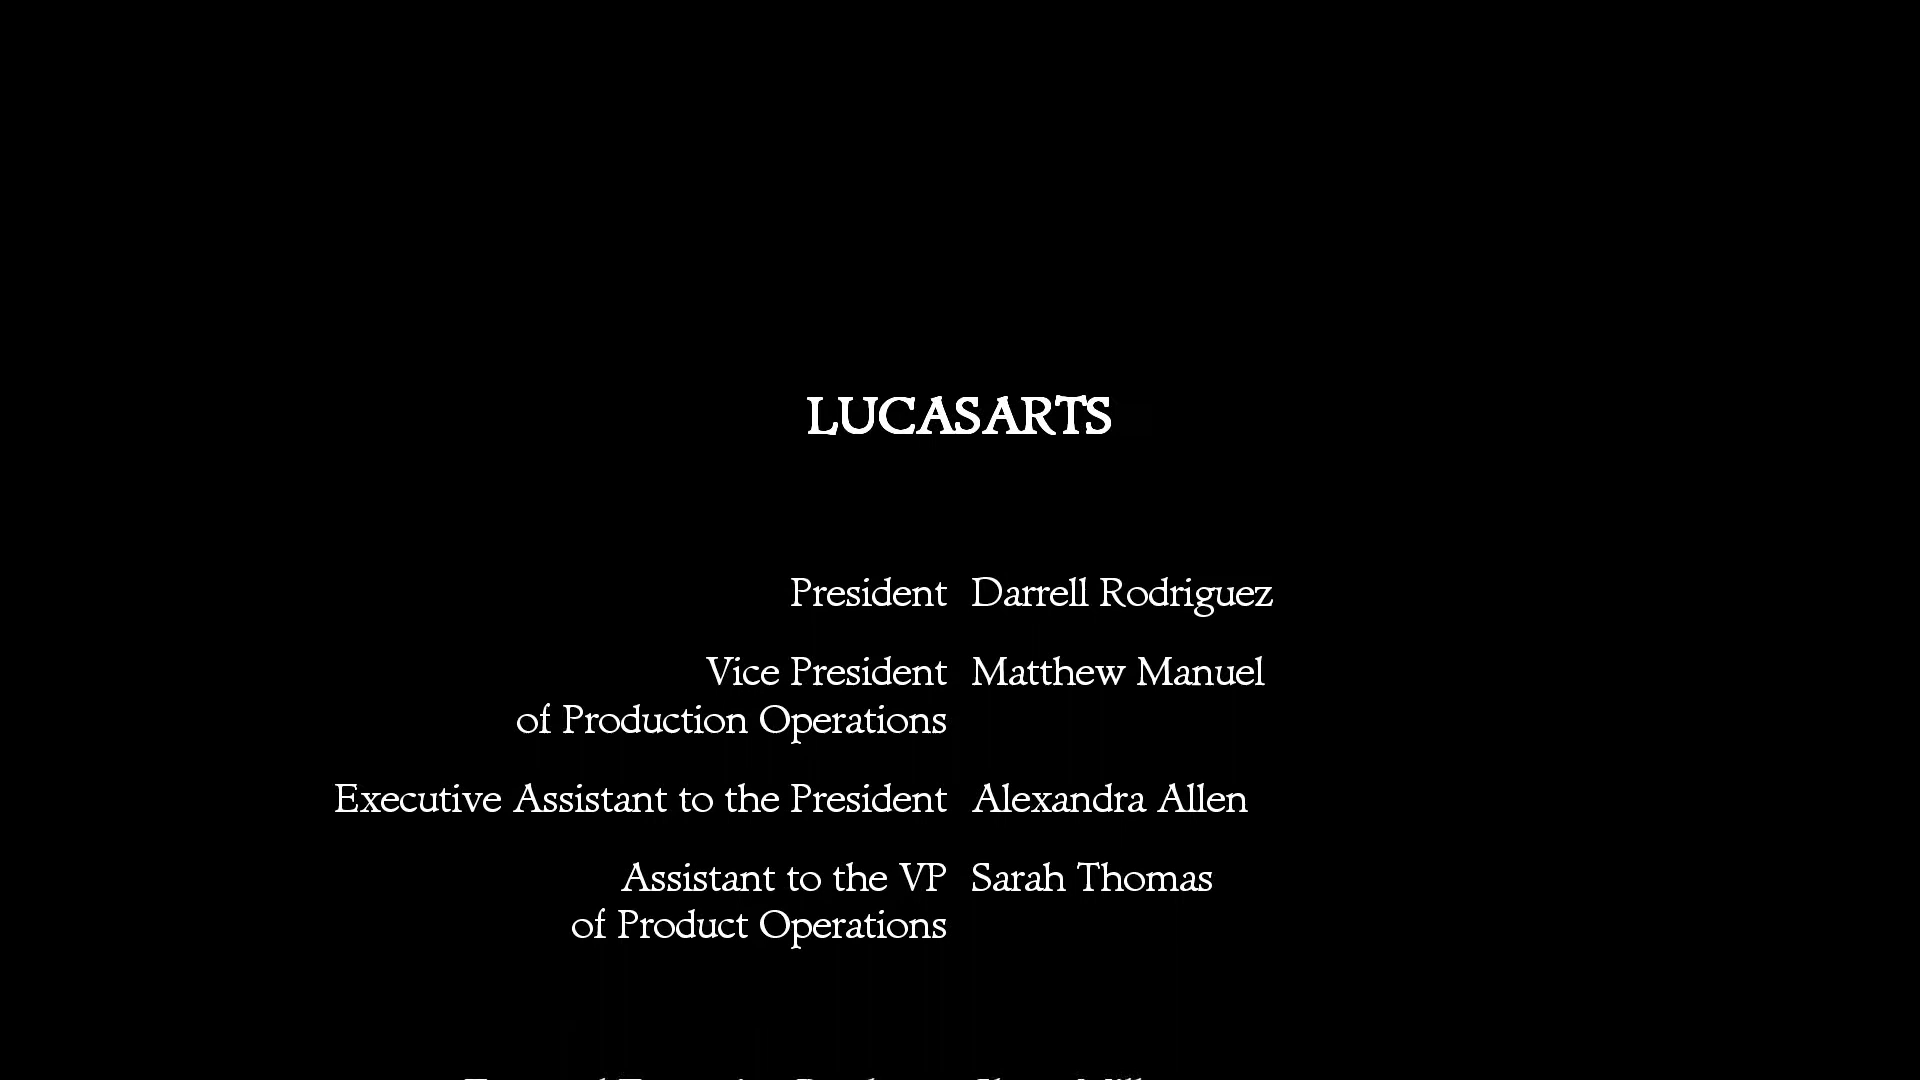 LUCASARTS
President Darrell Rodriguez
Vice President Matthew Manuel
of Production Operations
Executive Assistant to the President Alexandra Allen
Assistant to the VP Sarah Thomas
of Product Operations